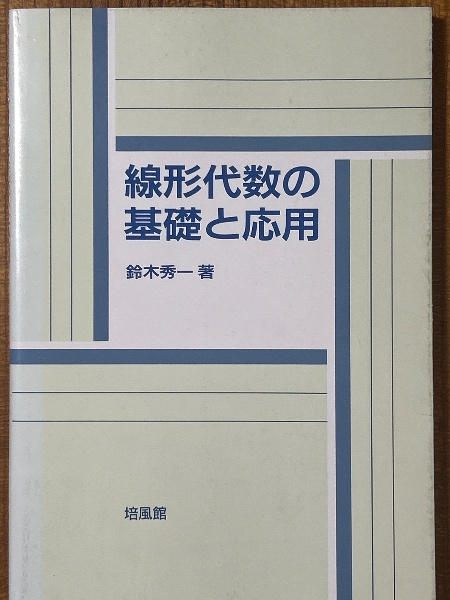 線形代数の
基礎と応用
鈴木秀一 著
培風館